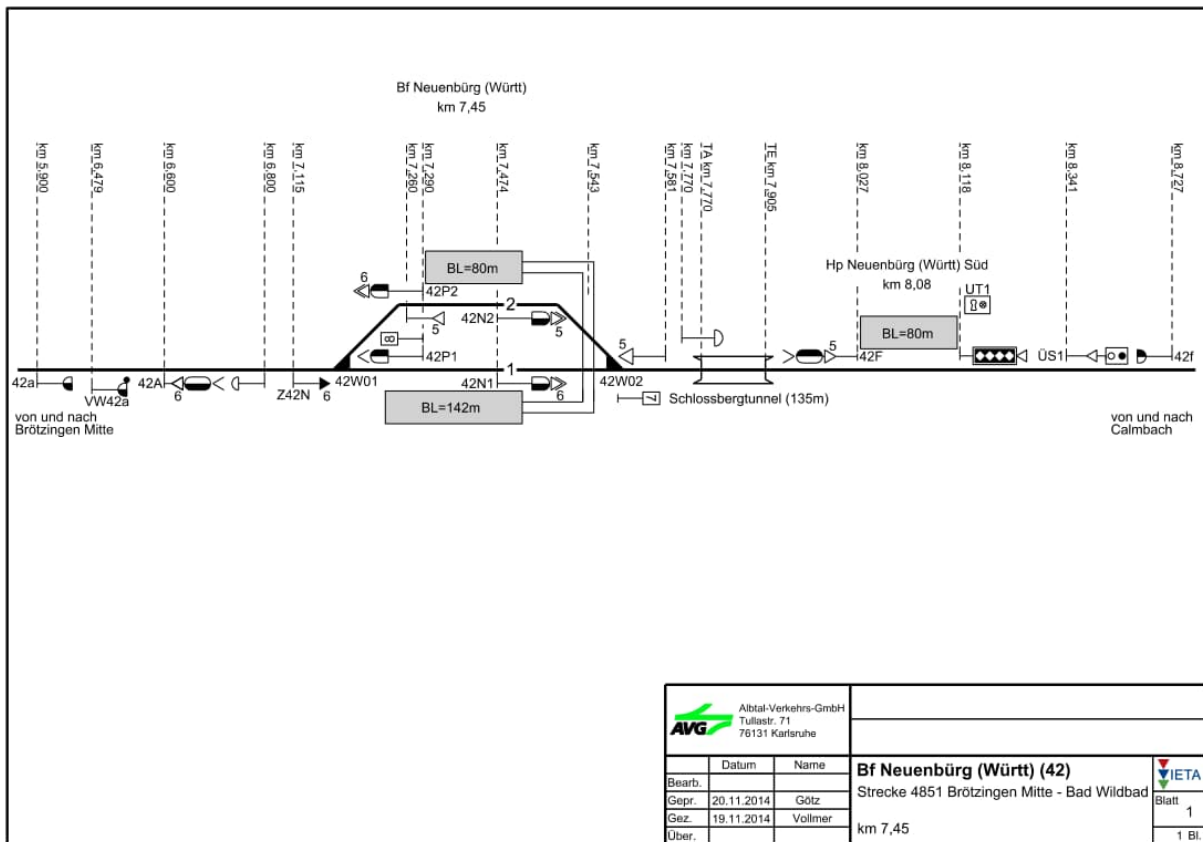 Bf Neuenbürg (Württ)
km 7,45
km 5,900
km 6,479
km 6,600
km 6,800
km 7,115
km 7,260
km 7,290
km 7,474
km 7,543
km 7,581
km 7,770
TA km 7,770
TE km 7,905
km 8,027
km 8,118
km 8,341
km 8,727
Hp Neuenbürg (Württ) Süd
km 8,08
UT1
BL=80m
6
42P2
2
5
42N2
5
8
42P1
BL=80m
5
5
42F
ÜS1
42f
42a
VW42a
42A
6
Z42N
6
42W01
1
42N1
6
42W02
7
Schlossbergtunnel (135m)
BL=142m
von und nach
Brötzingen Mitte
von und nach
Calmbach
AVG
Albtal-Verkehrs-GmbH
Tullastr. 71
76131 Karlsruhe
Datum Name
Bearb.
Gepr. 20.11.2014 Götz
Gez. 19.11.2014 Vollmer
Über.
Bf Neuenbürg (Württ) (42)
Strecke 4851 Brötzingen Mitte - Bad Wildbad
km 7,45
IETA
Blatt
1
1 Bl.